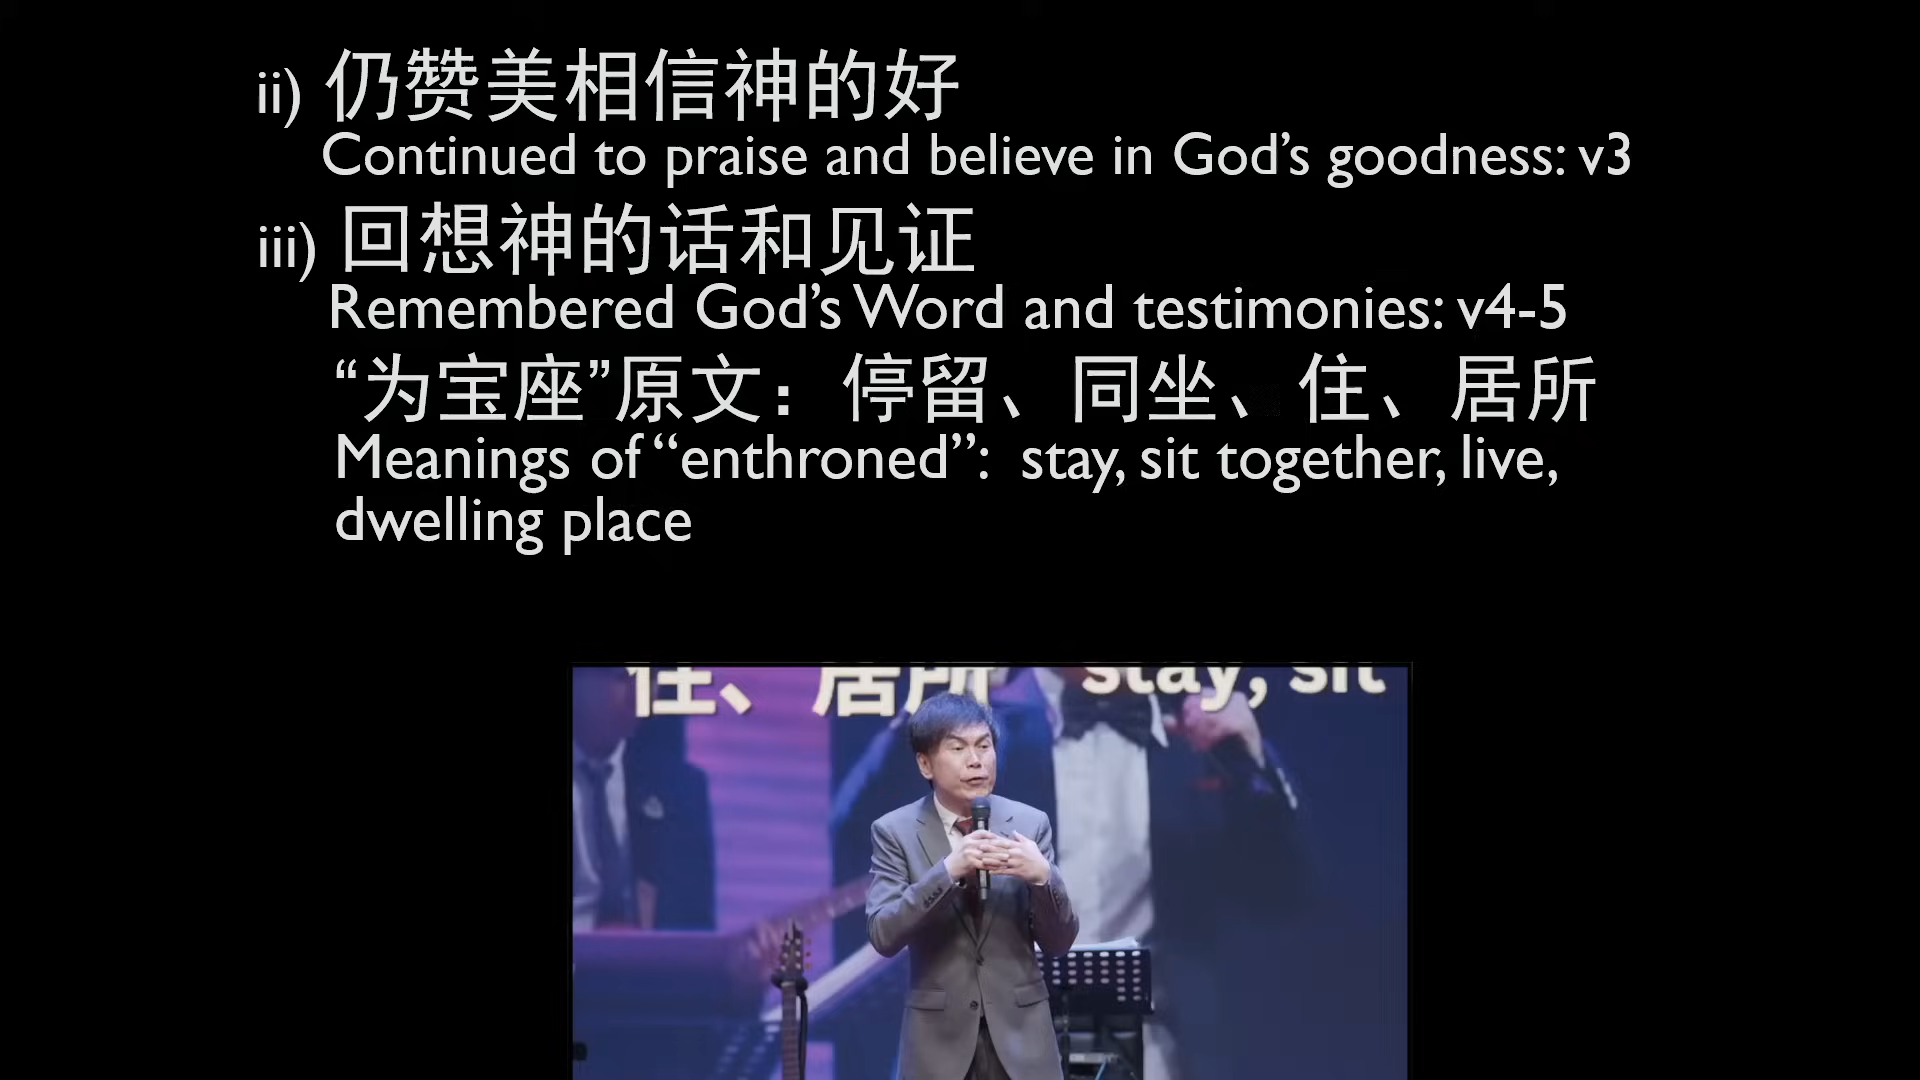 ii) 仍赞美相信神的好
Continued to praise and believe in God’s goodness: v3
iii) 回想神的话和见证
Remembered God’s Word and testimonies: v4-5
“为宝座”原文：停留、同坐、住、居所
Meanings of “enthroned”: stay, sit together, live,
dwelling place
住、居所 stay, sit